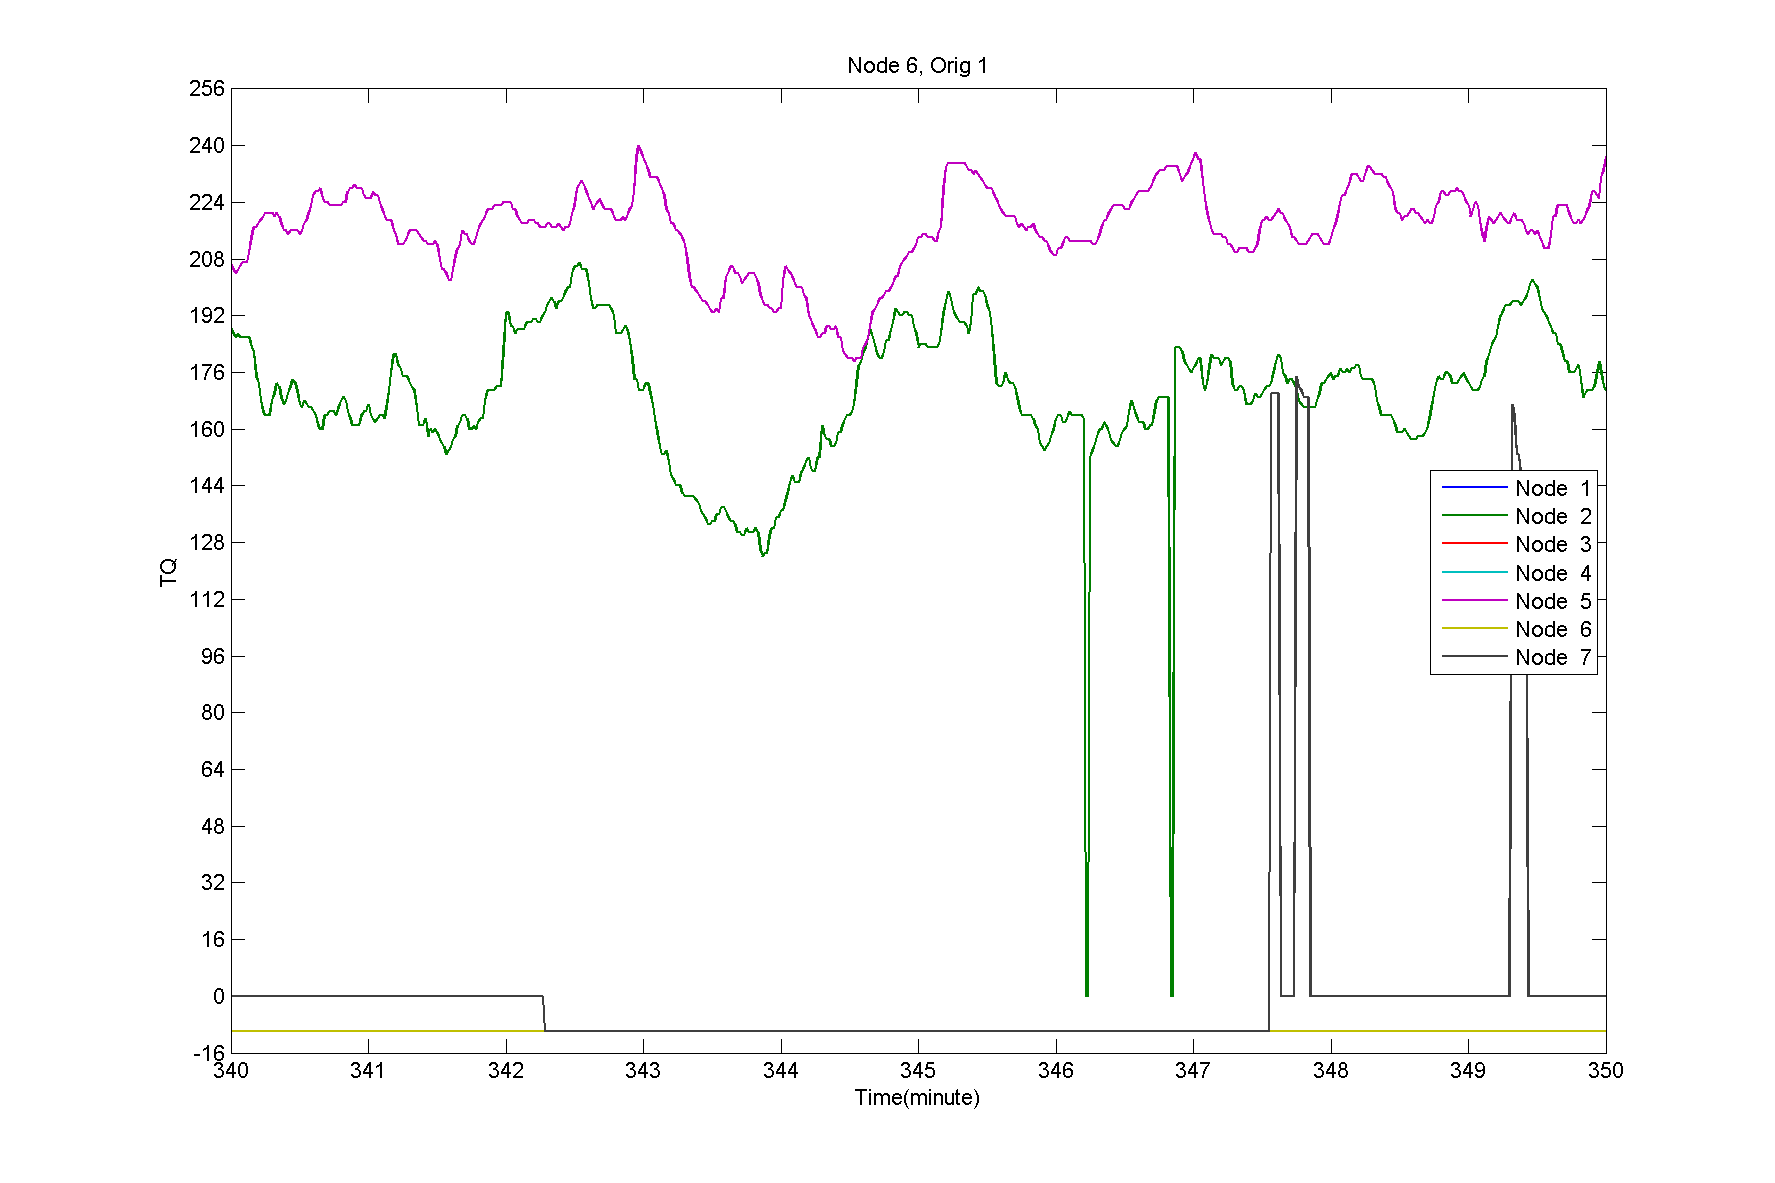 Node 6, Orig 1
256
240
224
208
192
176
160
144
128
112
96
80
64
48
32
16
0
-16
TQ
Node 1
Node 2
Node 3
Node 4
Node 5
Node 6
Node 7
340 341 342 343 344 345 346 347 348 349 350
Time(minute)